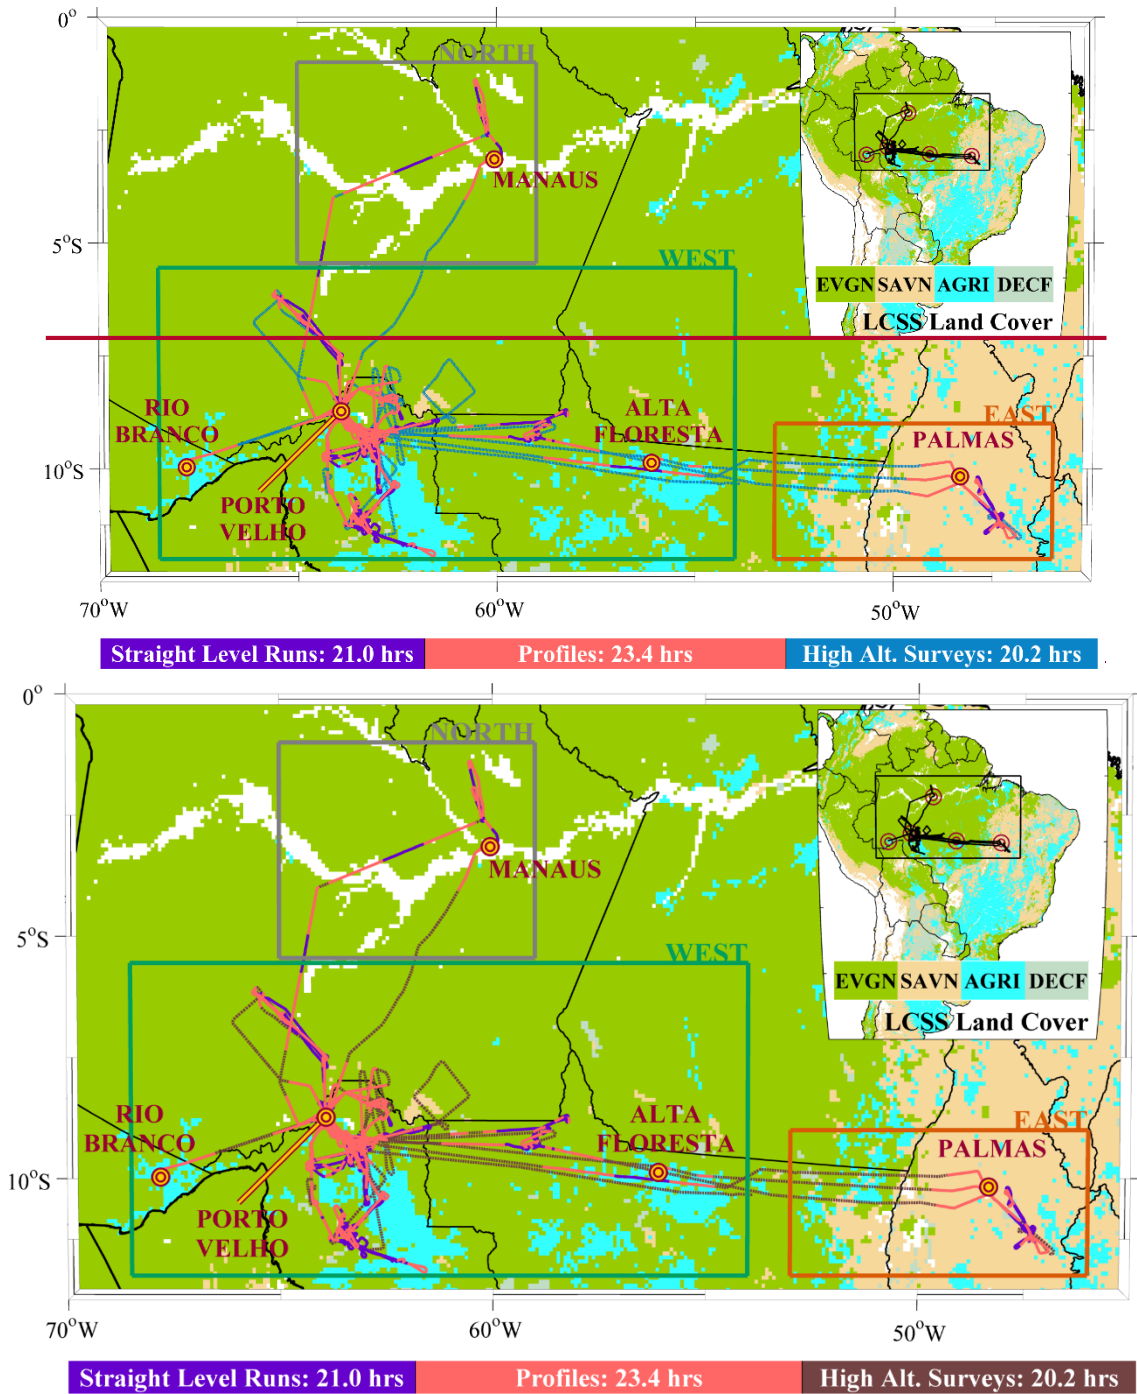 0°
NORTH
MANAUS
5°S
WEST
EVGN SAVN AGRI DECF
LCSS Land Cover
RIO
BRANCO
ALTA
FLORESTA
EAST
PALMAS
10°S
PORTO
VELHO
70°W
60°W
50°W
Straight Level Runs: 21.0 hrs
Profiles: 23.4 hrs
High Alt. Surveys: 20.2 hrs
0°
NORTH
MANAUS
5°S
WEST
EVGN SAVN AGRI DECF
LCSS Land Cover
RIO
BRANCO
ALTA
FLORESTA
EAST
PALMAS
10°S
PORTO
VELHO
70°W
60°W
50°W
Straight Level Runs: 21.0 hrs
Profiles: 23.4 hrs
High Alt. Surveys: 20.2 hrs